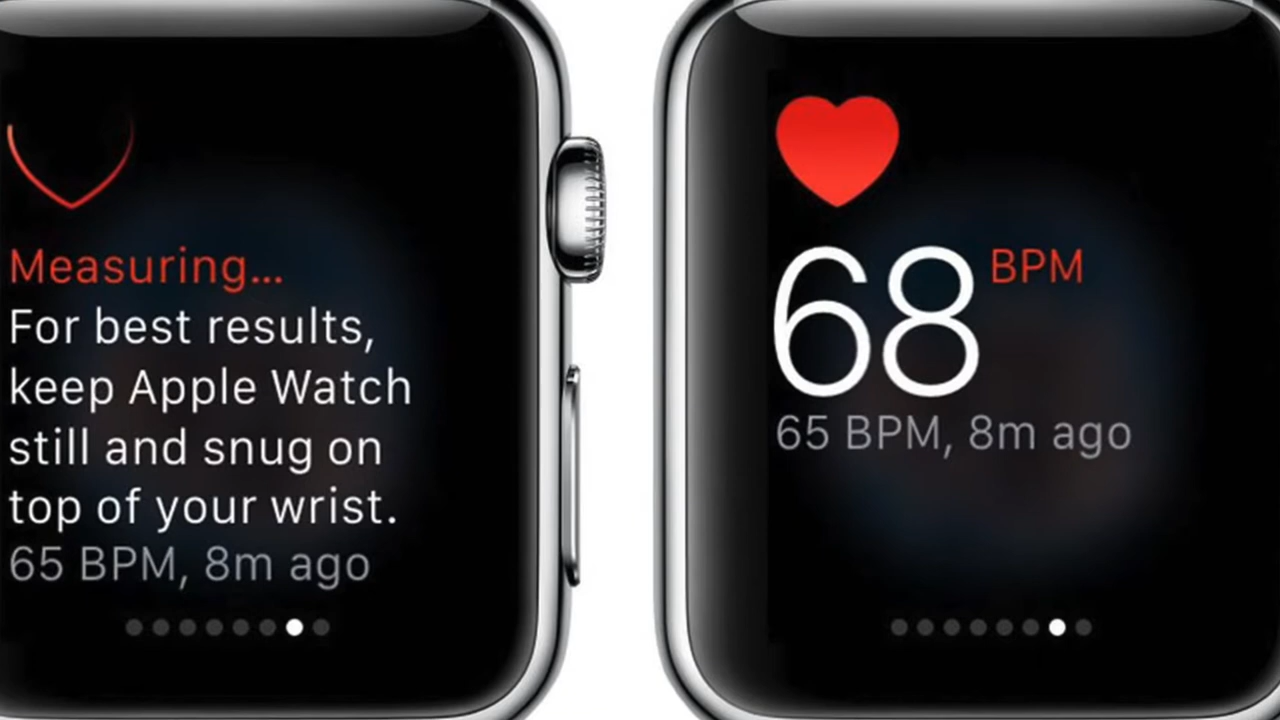 Measuring...
For best results,
keep Apple Watch
still and snug on
top of your wrist.
65 BPM, 8m ago
68 BPM
65 BPM, 8m ago